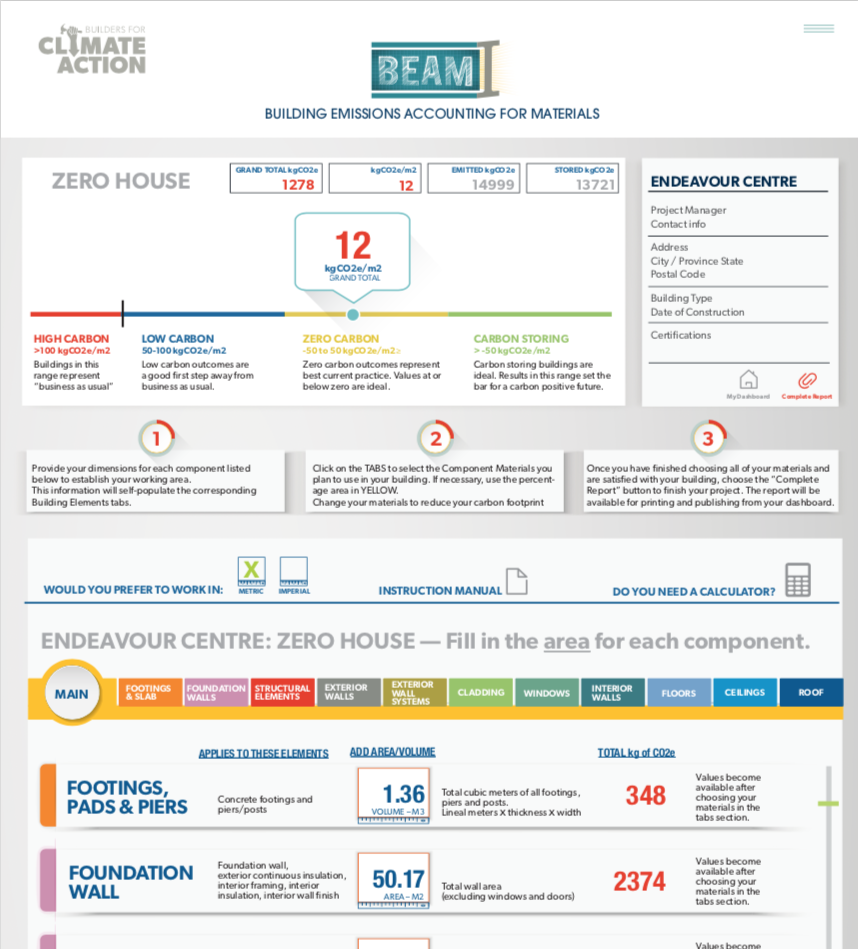 BUILDERS FOR
CLIMATE
ACTION
BEAM
BUILDING EMISSIONS ACCOUNTING FOR MATERIALS
ZERO HOUSE
GRAND TOTAL kgCO2e
1278
kgCO2e/m2
12
EMITTED kgCO2e
14999
STORED kgCO2e
13721
12
kgCO2e/m2
GRAND TOTAL
HIGH CARBON
>100 kgCO2e/m2
Buildings in this
range represent
"business as usual"
LOW CARBON
50-100 kgCO2e/m2
Low carbon outcomes are
a good first step away from
business as usual.
ZERO CARBON
-50 to 50 kgCO2e/m2
Zero carbon outcomes represent
best current practice. Values at or
below zero are ideal.
CARBON STORING
> -50 kgCO2e/m2
Carbon storing buildings are
ideal. Results in this range set the
bar for a carbon positive future.
ENDEAVOUR CENTRE
Project Manager
Contact info
Address
City / Province State
Postal Code
Building Type
Date of Construction
Certifications
My Dashboard
Complete Report
1
Provide your dimensions for each component listed
below to establish your working area.
This information will self-populate the corresponding
Building Elements tabs.
2
Click on the TABS to select the Component Materials you
plan to use in your building. If necessary, use the percent-
age area in YELLOW.
Change your materials to reduce your carbon footprint
3
Once you have finished choosing all of your materials and
are satisfied with your building, choose the "Complete
Report" button to finish your project. The report will be
available for printing and publishing from your dashboard.
WOULD YOU PREFER TO WORK IN:
X
METRIC
IMPERIAL
INSTRUCTION MANUAL
DO YOU NEED A CALCULATOR?
ENDEAVOUR CENTRE: ZERO HOUSE — Fill in the area for each component.
MAIN
FOOTINGS
& SLAB
FOUNDATION
WALLS
STRUCTURAL
ELEMENTS
EXTERIOR
WALLS
EXTERIOR
WALL
SYSTEMS
CLADDING
WINDOWS
INTERIOR
WALLS
FLOORS
CEILINGS
ROOF
APPLIES TO THESE ELEMENTS
ADD AREA/VOLUME
TOTAL kg of CO2e
FOOTINGS,
PADS & PIERS
Concrete footings and
piers/posts
1.36
VOLUME – M3
Total cubic meters of all footings,
piers and posts.
Lineal meters X thickness X width
348
Values become
available after
choosing your
materials in the
tabs section.
FOUNDATION
WALL
Foundation wall,
exterior continuous insulation,
interior framing, interior
insulation, interior wall finish
50.17
AREA – M2
Total wall area
(excluding windows and doors)
2374
Values become
available after
choosing your
materials in the
tabs section.
Values become